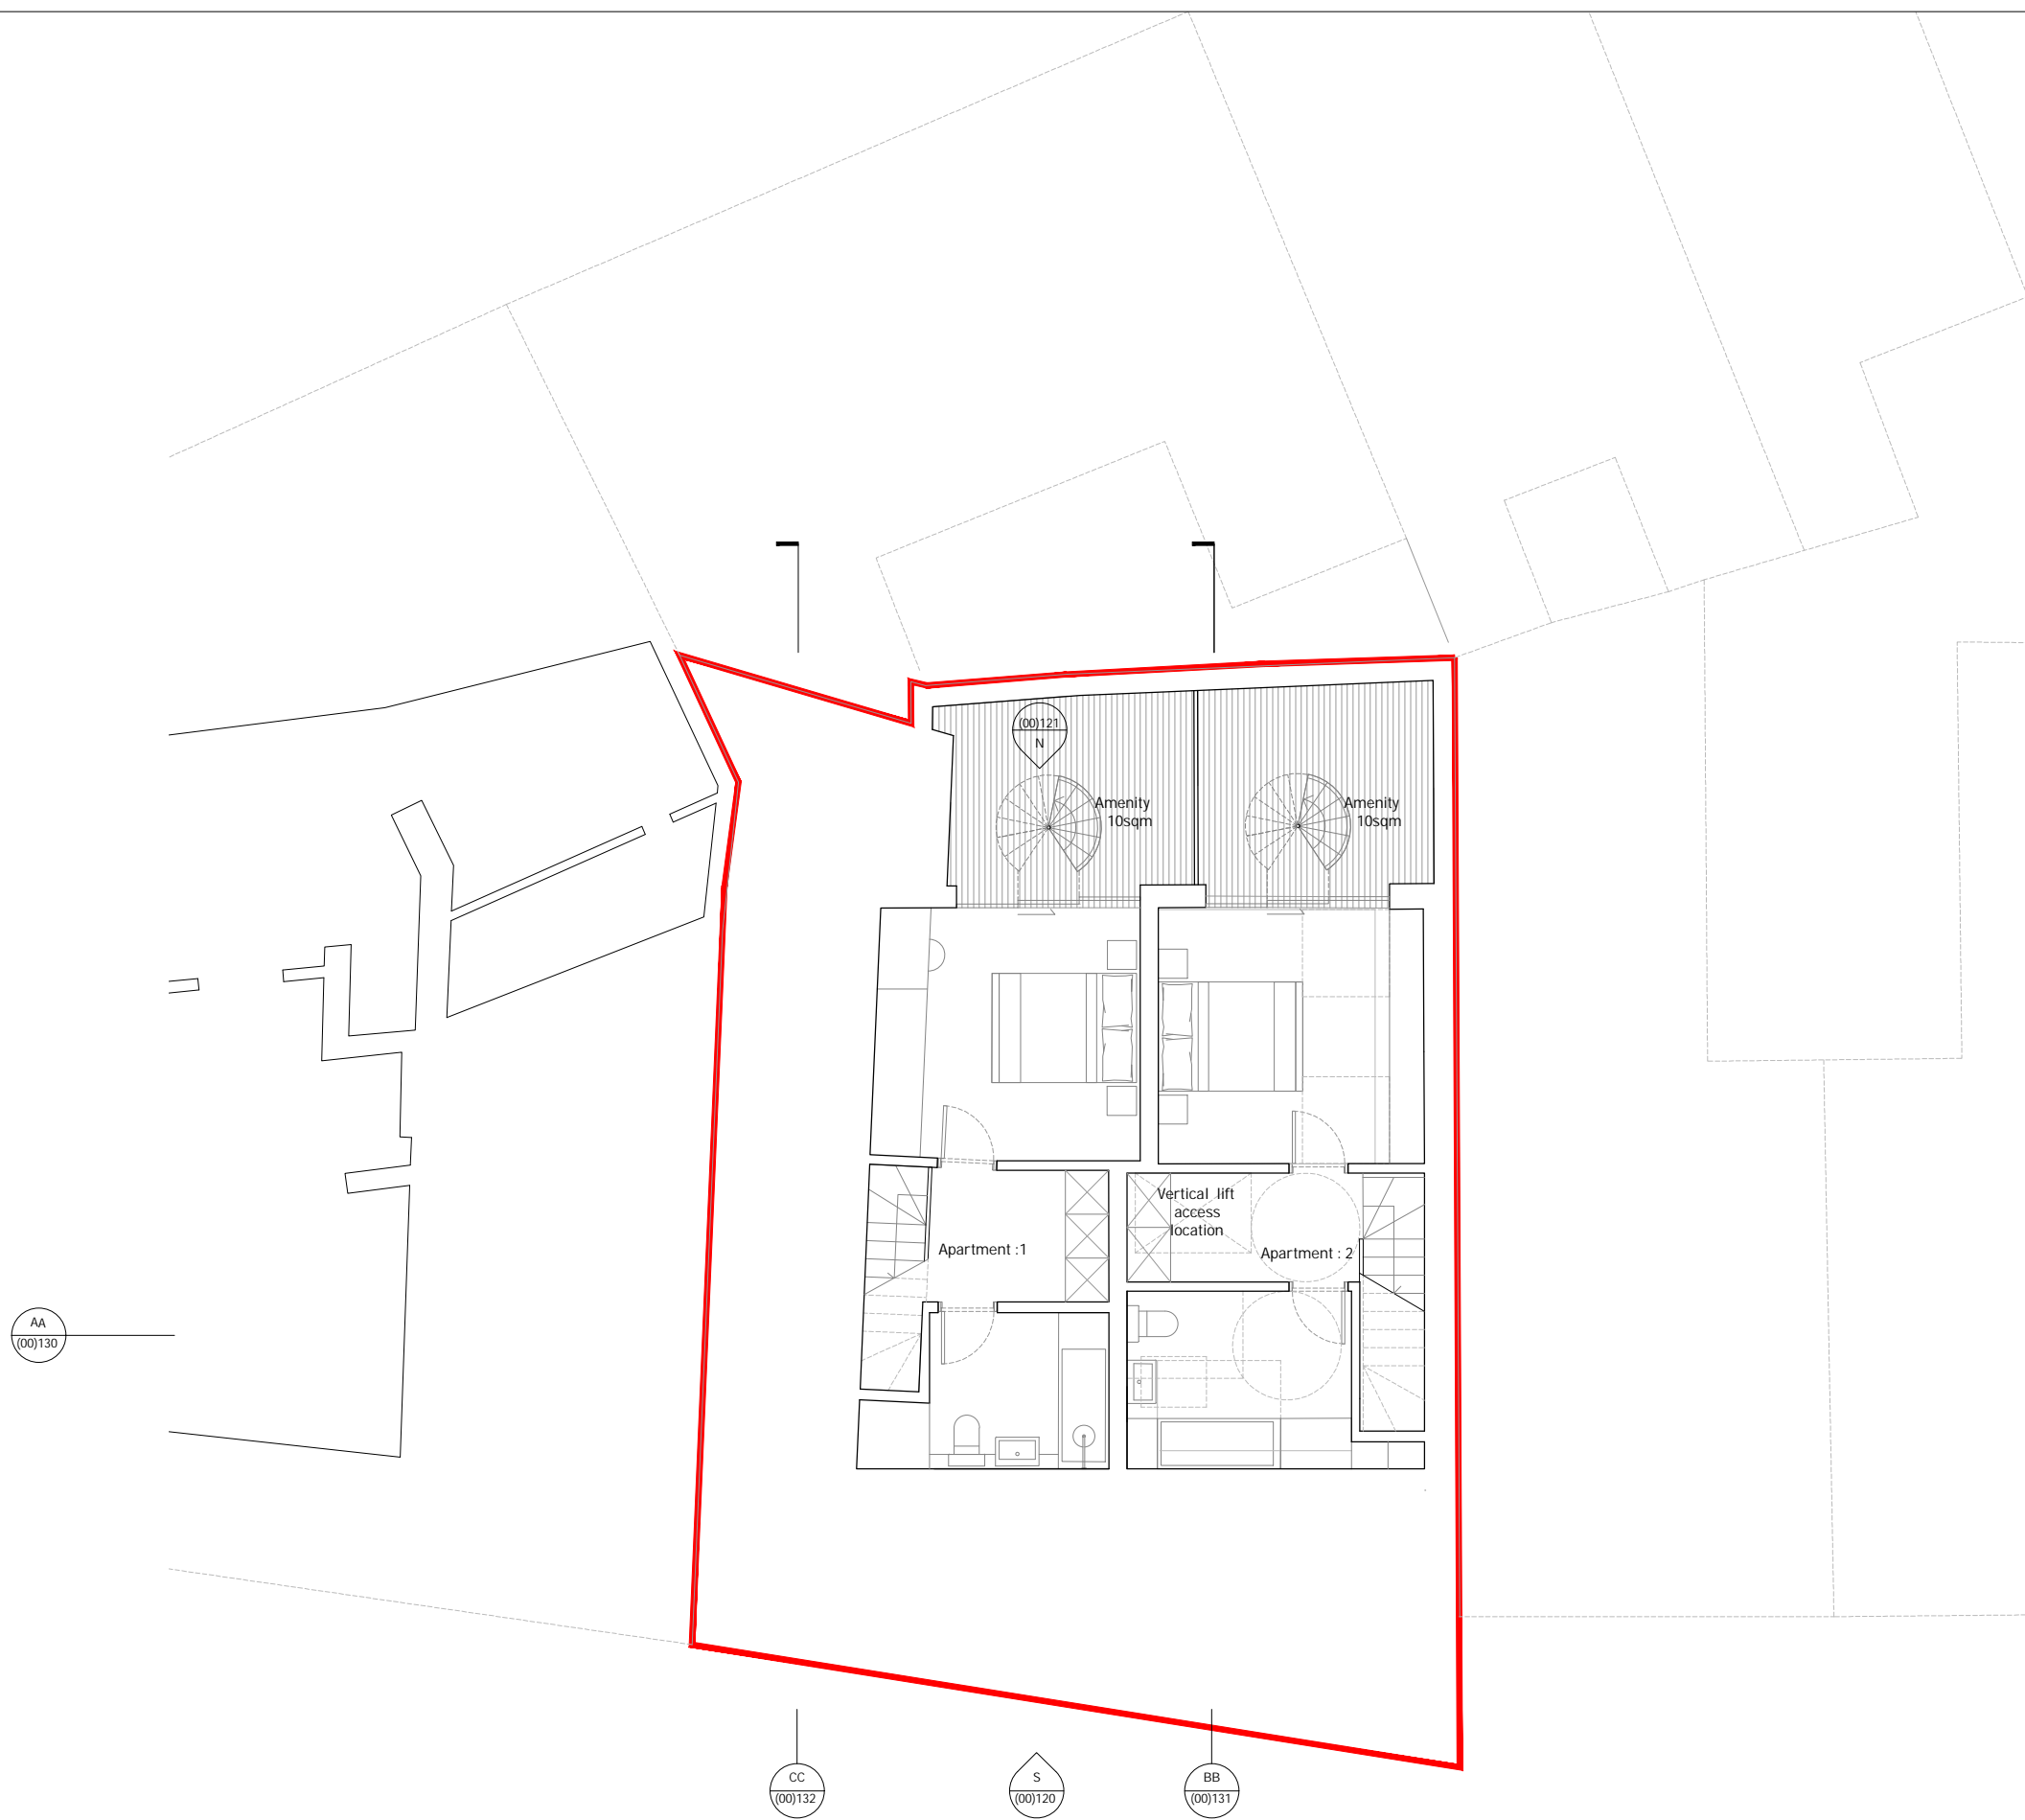 (00)121
N
Amenity
10sqm
Amenity
10sqm
Vertical lift
access
location
Apartment :1
Apartment : 2
AA
(00)130
CC
(00)132
S
(00)120
BB
(00)131